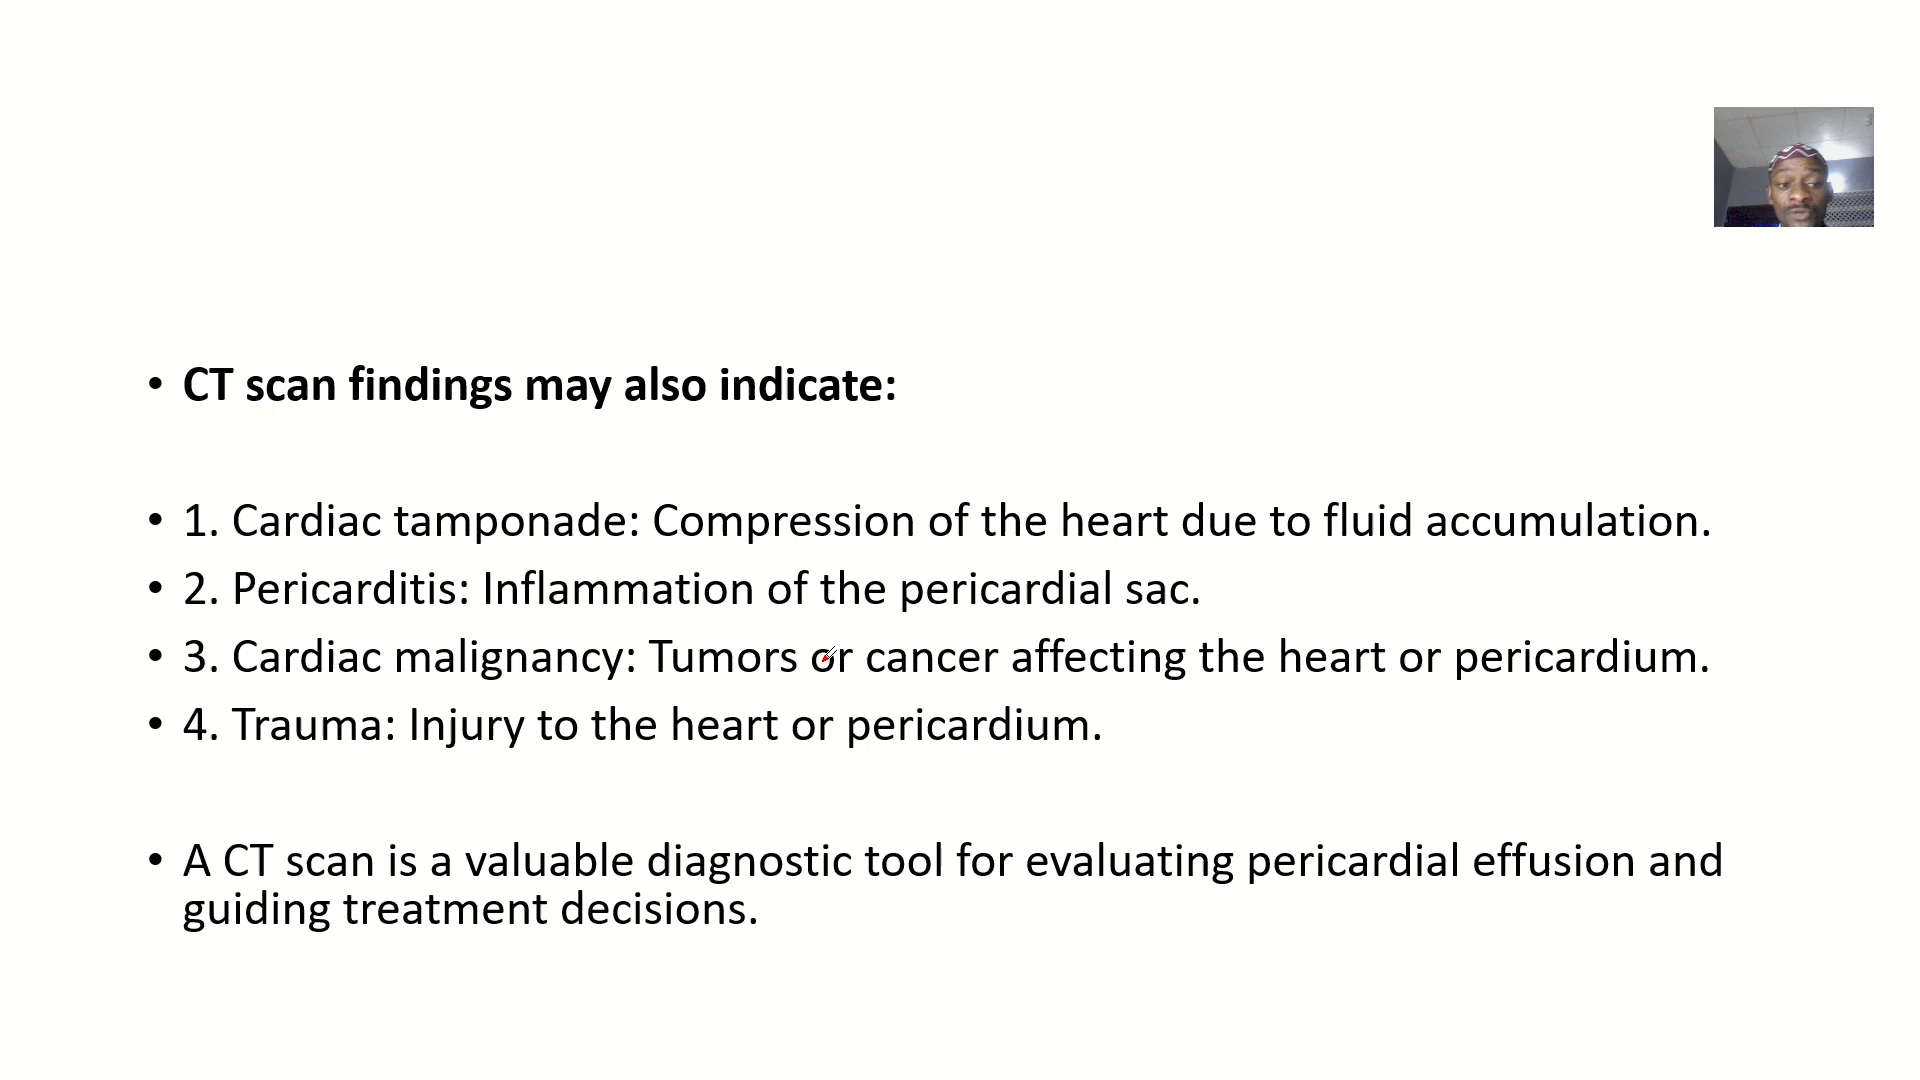 • CT scan findings may also indicate:
• 1. Cardiac tamponade: Compression of the heart due to fluid accumulation.
• 2. Pericarditis: Inflammation of the pericardial sac.
• 3. Cardiac malignancy: Tumors or cancer affecting the heart or pericardium.
• 4. Trauma: Injury to the heart or pericardium.
• A CT scan is a valuable diagnostic tool for evaluating pericardial effusion and
guiding treatment decisions.